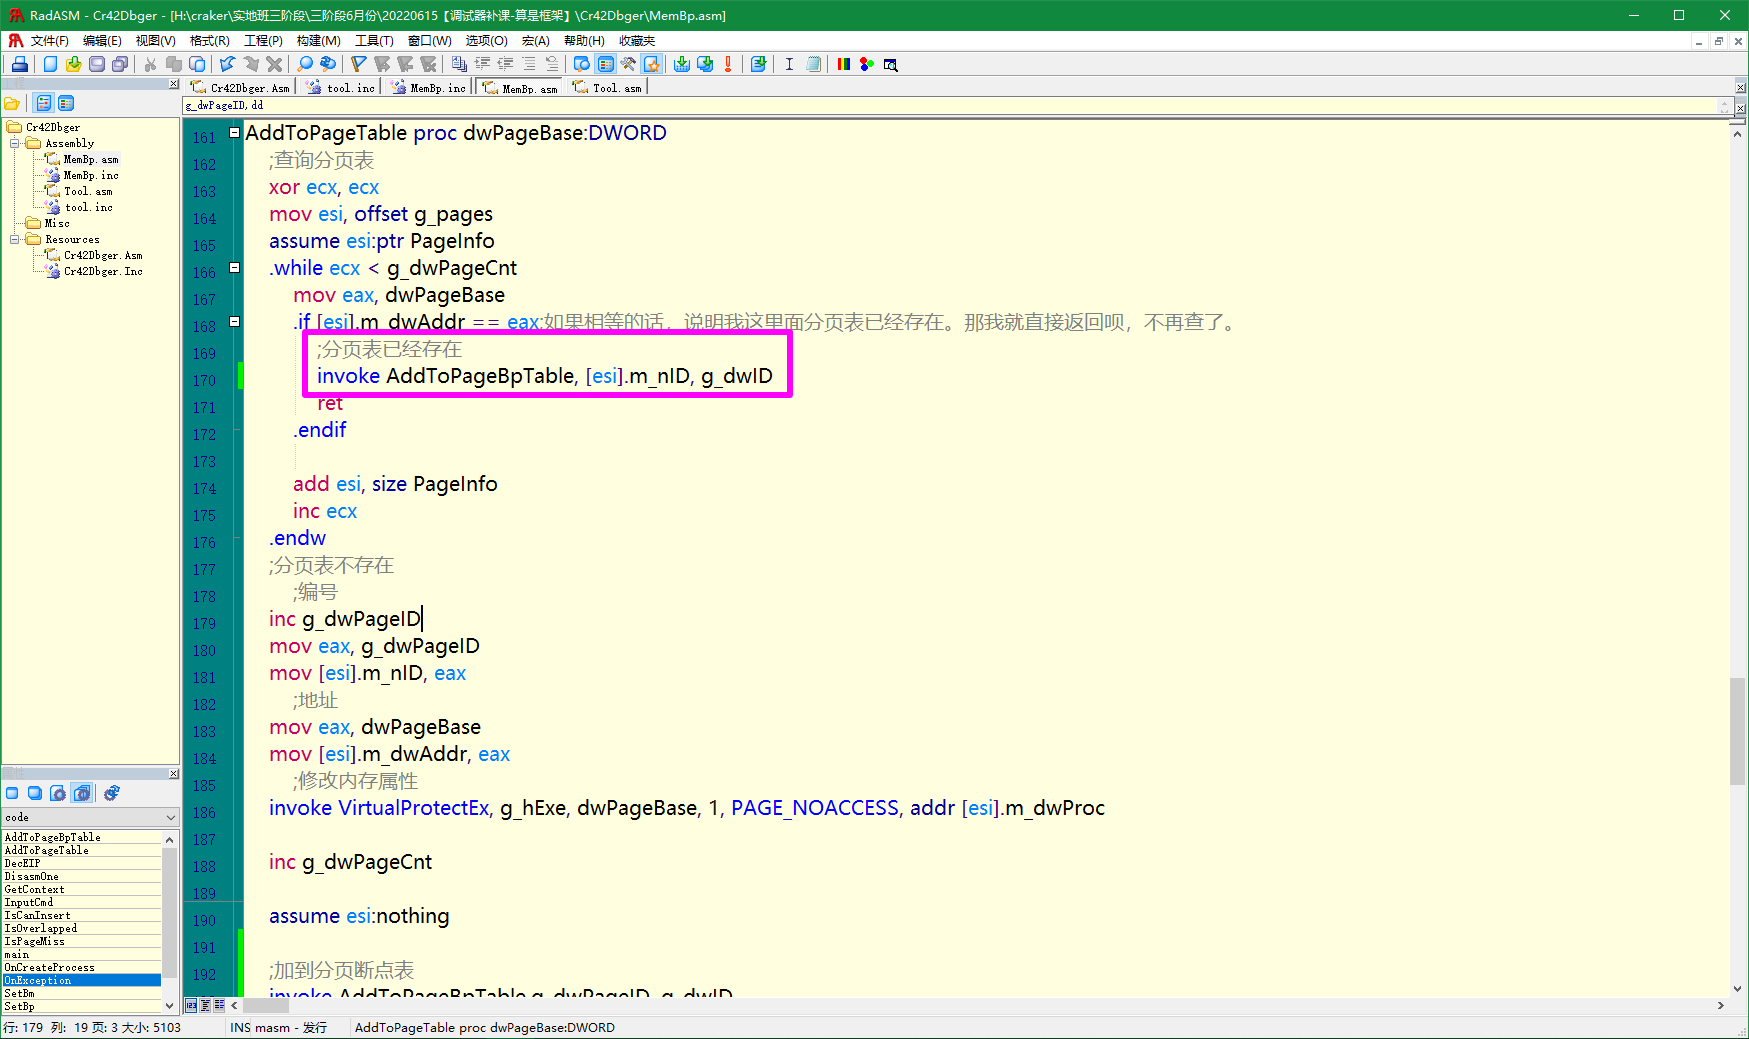 RadASM - Cr42Dbger - [H:\craker\实地班三阶段\三阶段6月份\20220615【调试器补课-算是框架】\Cr42Dbger\MemBp.asm]
文件(F) 编辑(E) 视图(V) 格式(R) 工程(P) 构建(M) 工具(T) 窗口(W) 选项(O) 宏(A) 帮助(H) 收藏夹
Cr42Dbger.Asm tool.inc MemBp.inc MemBp.asm Tool.asm
g_dwPageID, dd
Cr42Dbger
Assembly
MemBp.asm
MemBp.inc
Tool.asm
tool.inc
Misc
Resources
Cr42Dbger.Asm
Cr42Dbger.Inc
code
AddToPageBpTable
AddToPageTable
DecEIP
DisasmOne
GetContext
InputCmd
IsCanInsert
IsOverlapped
IsPageMiss
main
OnCreateProcess
OnException
SetBm
SetBp
161 AddToPageTable proc dwPageBase:DWORD
162 ;查询分页表
163 xor ecx, ecx
164 mov esi, offset g_pages
165 assume esi:ptr PageInfo
166 .while ecx < g_dwPageCnt
167 mov eax, dwPageBase
168 .if [esi].m_dwAddr == eax;如果相等的话，说明我这里面分页表已经存在。那我就直接返回呗，不再查了。
169 ;分页表已经存在
170 invoke AddToPageBpTable, [esi].m_nID, g_dwID
171 ret
172 .endif
173
174 add esi, size PageInfo
175 inc ecx
176 .endw
177 ;分页表不存在
178 ;编号
179 inc g_dwPageID
180 mov eax, g_dwPageID
181 mov [esi].m_nID, eax
182 ;地址
183 mov eax, dwPageBase
184 mov [esi].m_dwAddr, eax
185 ;修改内存属性
186 invoke VirtualProtectEx, g_hExe, dwPageBase, 1, PAGE_NOACCESS, addr [esi].m_dwProc
187
188 inc g_dwPageCnt
189
190 assume esi:nothing
191
192 ;加到分页断点表
invoke AddToPageBpTable,g_dwPageID, g_dwID
行: 179 列: 19 页: 3 大小: 5103 INS masm - 发行 AddToPageTable proc dwPageBase:DWORD